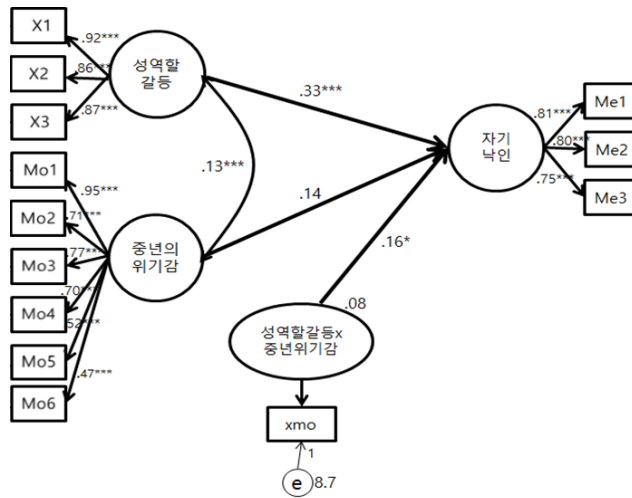 X1
.92***
성역할
갈등
X2
.86***
X3
.87***
.33***
Me1
.81***
자기
낙인
.80***
Me2
.75***
Me3
.13***
Mo1
.95***
Mo2
.71***
.14
중년의
위기감
Mo3
.77***
.16*
Mo4
.70***
.08
.52***
성역할갈등x
중년위기감
Mo5
.47***
Mo6
xmo
1
e
8.7